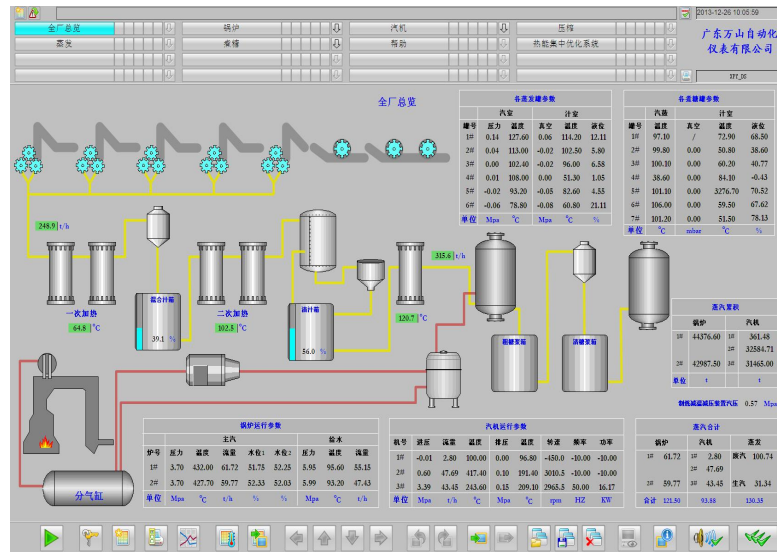 2013-12-26 10:05:59
全厂总览 锅炉 汽机 压榨
蒸发 煮糖 帮助 热能集中优化系统
广东万山自动化
仪表有限公司
XPY_DS
全厂总览
各蒸发罐参数
汽室 汁室
罐号 压力 温度 真空 温度 液位
1# 0.14 127.60 0.06 114.20 12.11
2# 0.04 113.00 -0.02 102.50 5.80
3# 0.00 102.40 -0.02 96.00 6.58
4# 0.01 108.00 0.00 51.30 1.05
5# -0.02 93.20 -0.05 82.60 4.55
6# -0.06 78.80 -0.08 60.80 21.11
单位 Mpa ℃ Mpa ℃ %
各煮糖罐参数
汽鼓 汁室
罐号 温度 真空 温度 液位
1# 97.10 / 72.90 68.50
2# 99.80 0.00 50.80 38.60
3# 100.10 0.00 60.20 40.77
4# 38.60 0.00 84.10 -0.43
5# 101.10 0.00 3276.70 70.52
6# 106.00 0.00 59.50 67.62
7# 101.20 0.00 51.50 78.13
单位 ℃ mbar ℃ %
248.9 t/h
315.6 t/h
一次加热
64.8 ℃
混合汁箱
39.1 %
二次加热
102.5 ℃
清汁箱
56.0 %
120.7 ℃
粗糖浆箱
清糖浆箱
蒸汽累积
锅炉 汽机
1# 44376.60 1# 361.48
2# 32584.71
2# 42987.50 3# 31465.00
单位 t t
制炼减温减压装置汽压 0.57 Mpa
分气缸
锅炉运行参数
主汽 给水
炉号 压力 温度 流量 水位1 水位2 压力 温度 流量
1# 3.70 432.00 61.72 51.75 52.25 5.95 95.60 55.15
2# 3.70 427.70 59.77 52.33 52.03 5.99 93.20 47.43
单位 Mpa ℃ t/h % % Mpa ℃ t/h
汽机运行参数
机号 进压 流量 温度 排压 温度 转速 频率 功率
1# -0.01 2.80 100.00 0.00 96.80 -450.0 -10.00 -10.00
2# 0.60 47.69 417.40 0.10 191.40 3010.5 -10.00 -10.00
3# 3.39 43.45 243.60 0.15 209.10 2965.5 50.00 16.17
单位 Mpa t/h ℃ Mpa ℃ rpm HZ KW
蒸汽合计
锅炉 汽机 蒸发
1# 61.72 1# 2.80 废汽 100.74
2# 47.69
2# 59.77 3# 43.45 生汽 31.34
合计 121.50 93.88 130.35